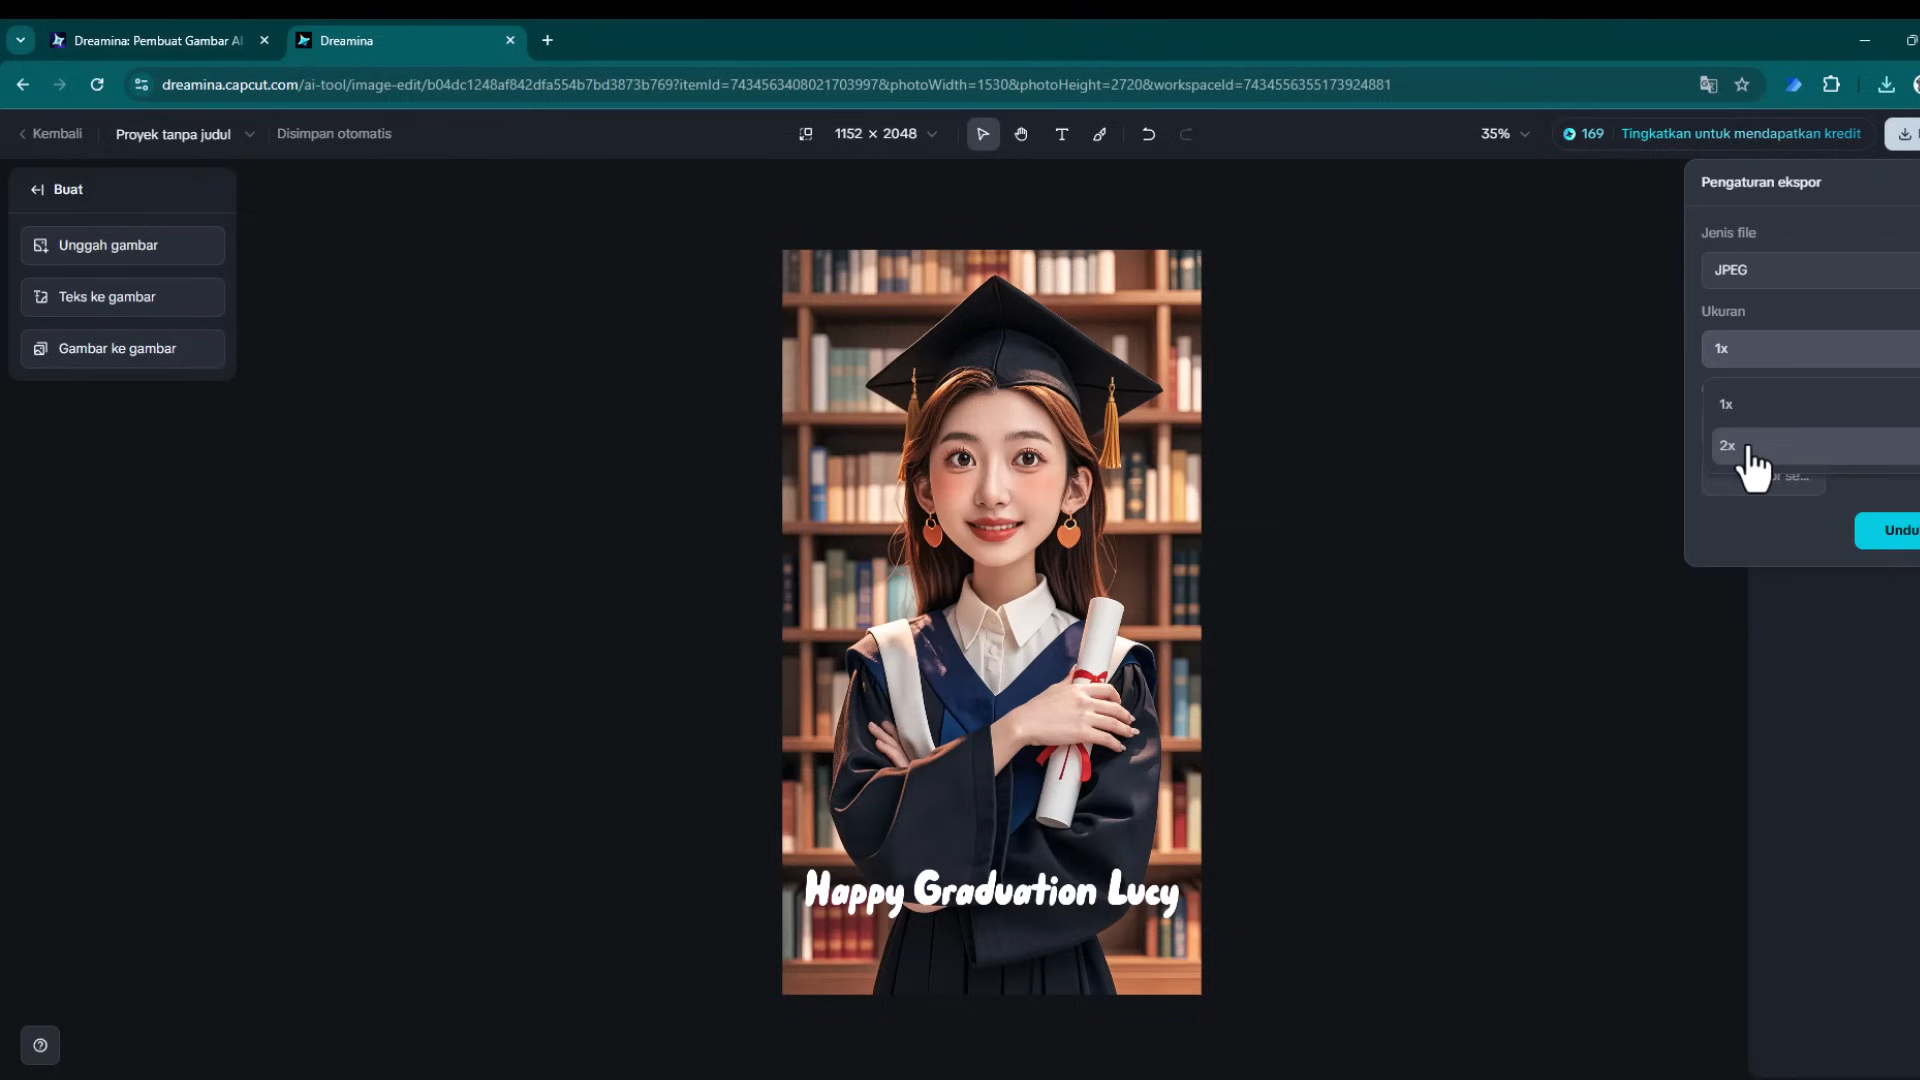 Dreamina: Pembuat Gambar AI
Dreamina
dreamina.capcut.com/ai-tool/image-edit/b04dc1248af842dfa554b7bd3873b769?itemId=7434563408021703997&photoWidth=1530&photoHeight=2720&workspaceId=7434556355173924881
Kembali
Proyek tanpa judul
Disimpan otomatis
1152 × 2048
35%
169
Tingkatkan untuk mendapatkan kredit
Buat
Unggah gambar
Teks ke gambar
Gambar ke gambar
Pengaturan ekspor
Jenis file
JPEG
Ukuran
1x
1x
2x
Undu
Happy Graduation Lucy